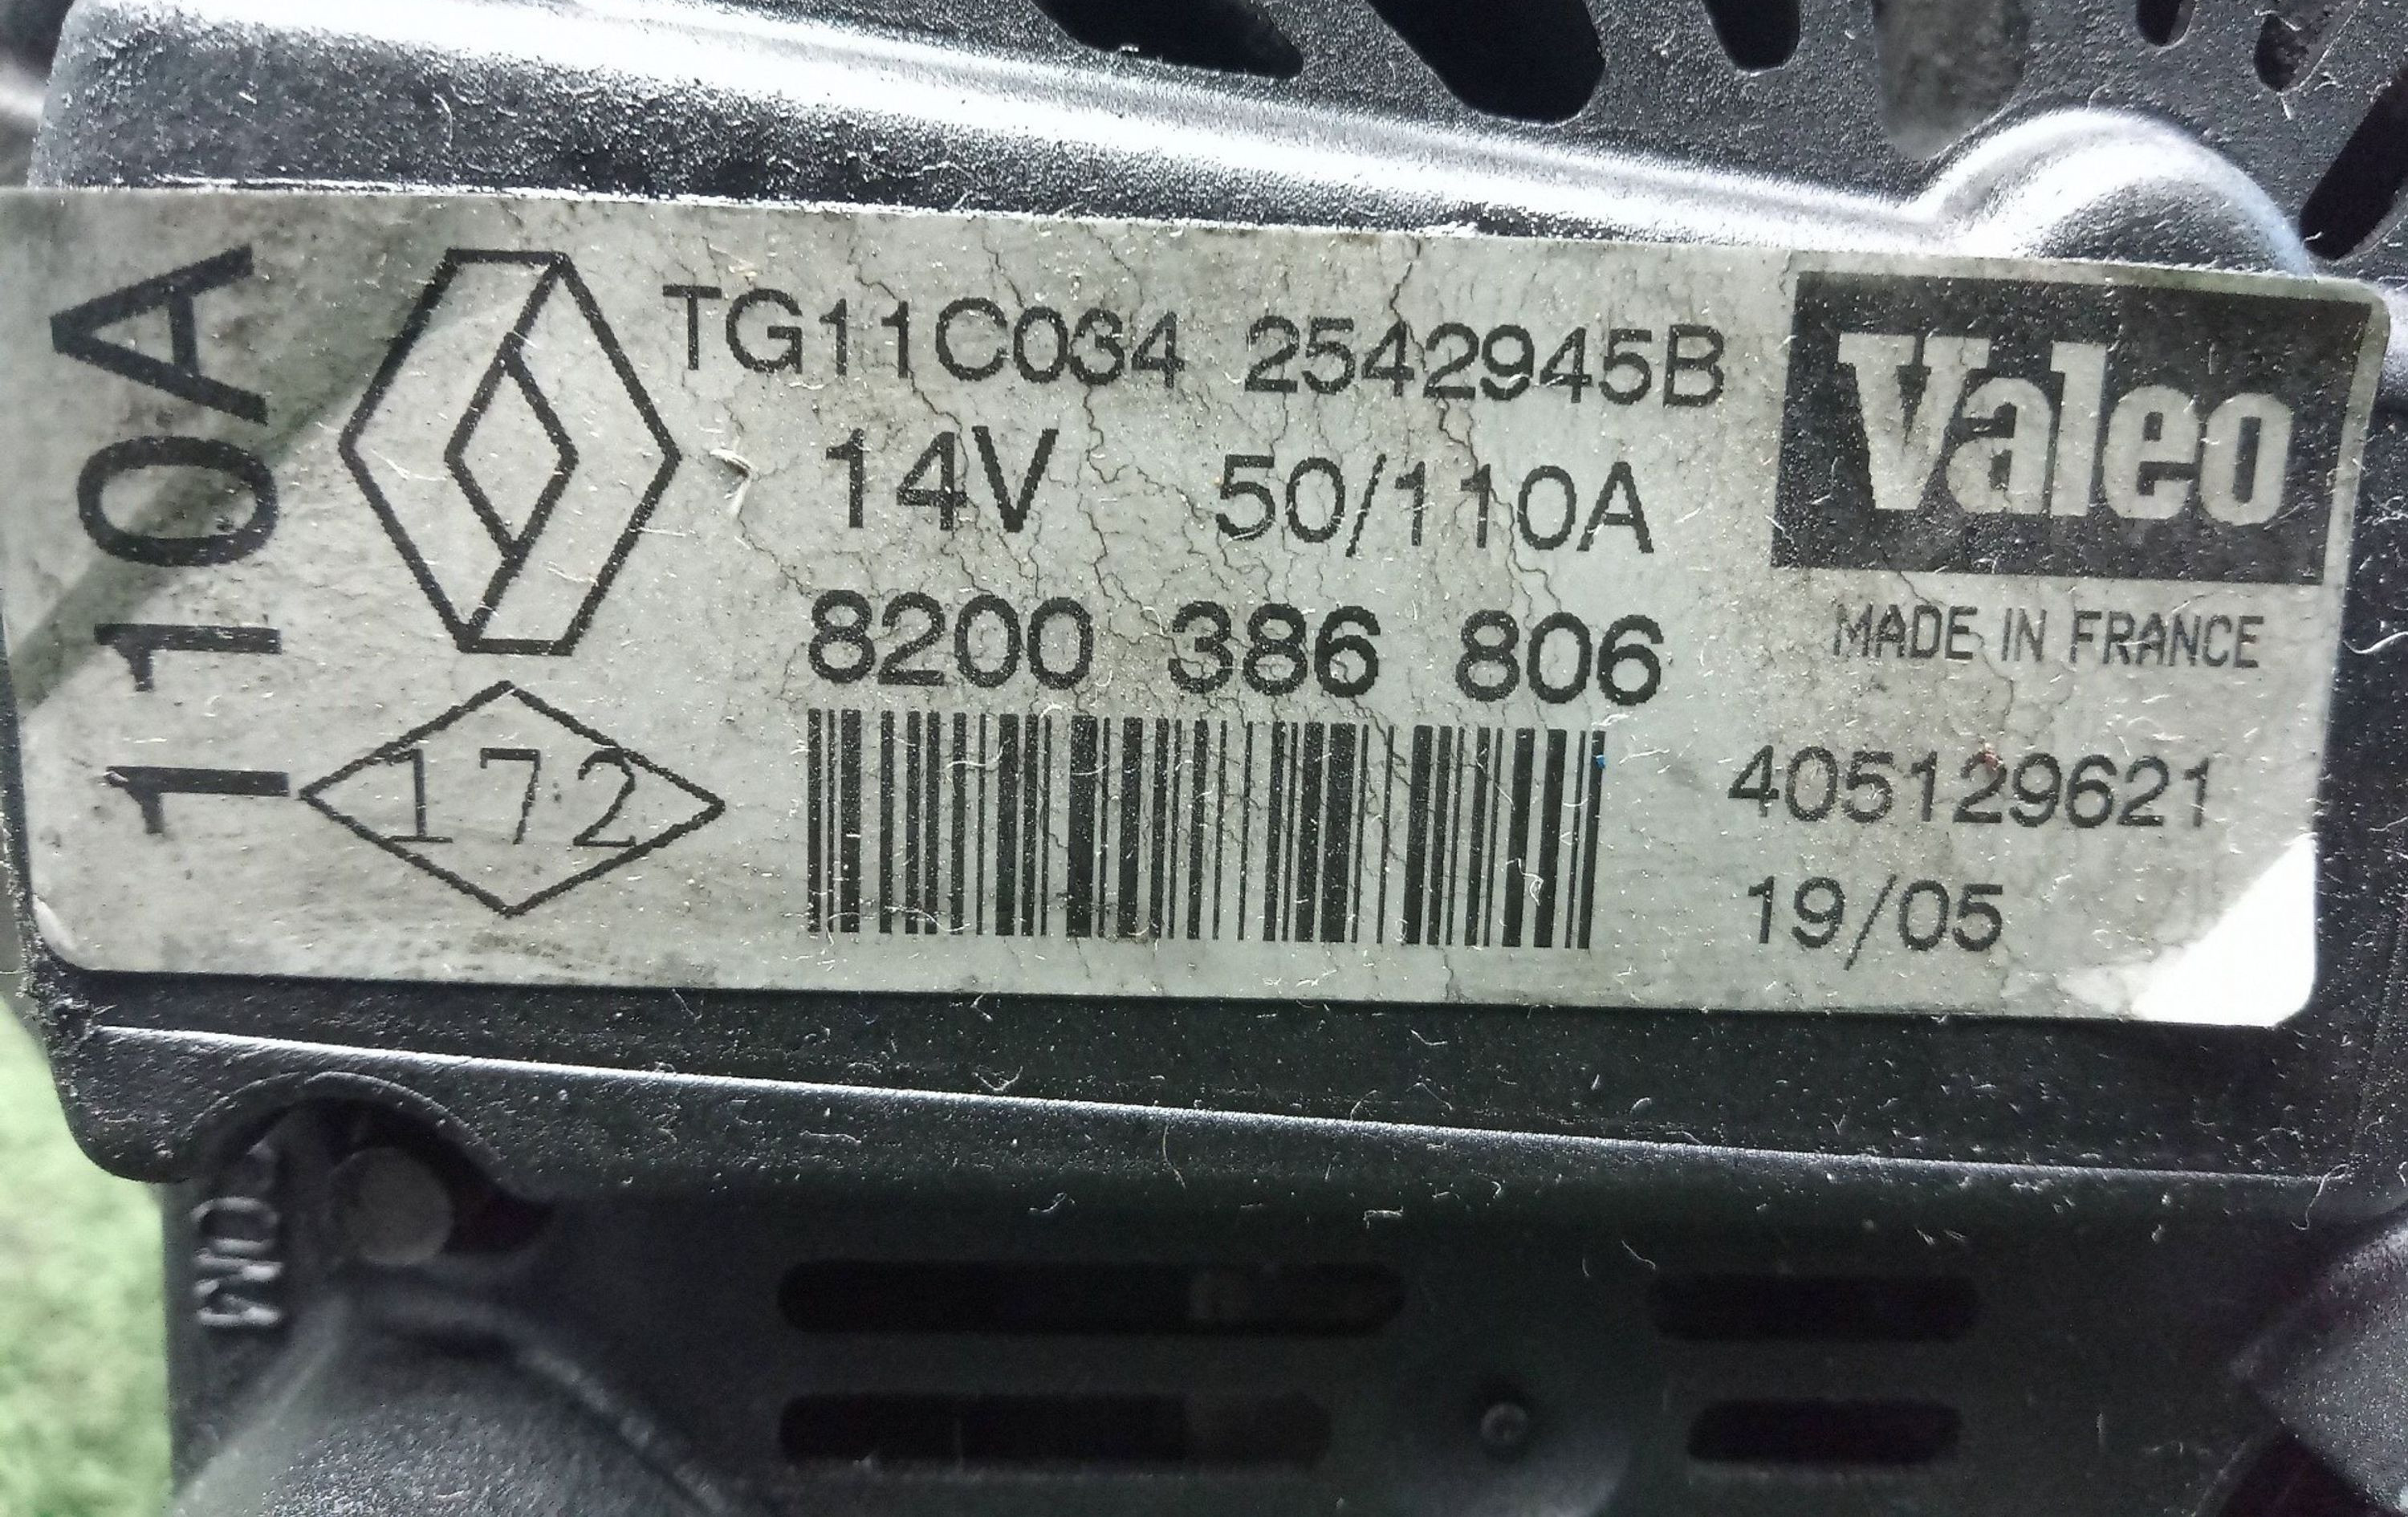 110A
TG11C034 2542945B
14V 50/110A
8200 386 806
172
Valeo
MADE IN FRANCE
405129621
19/05